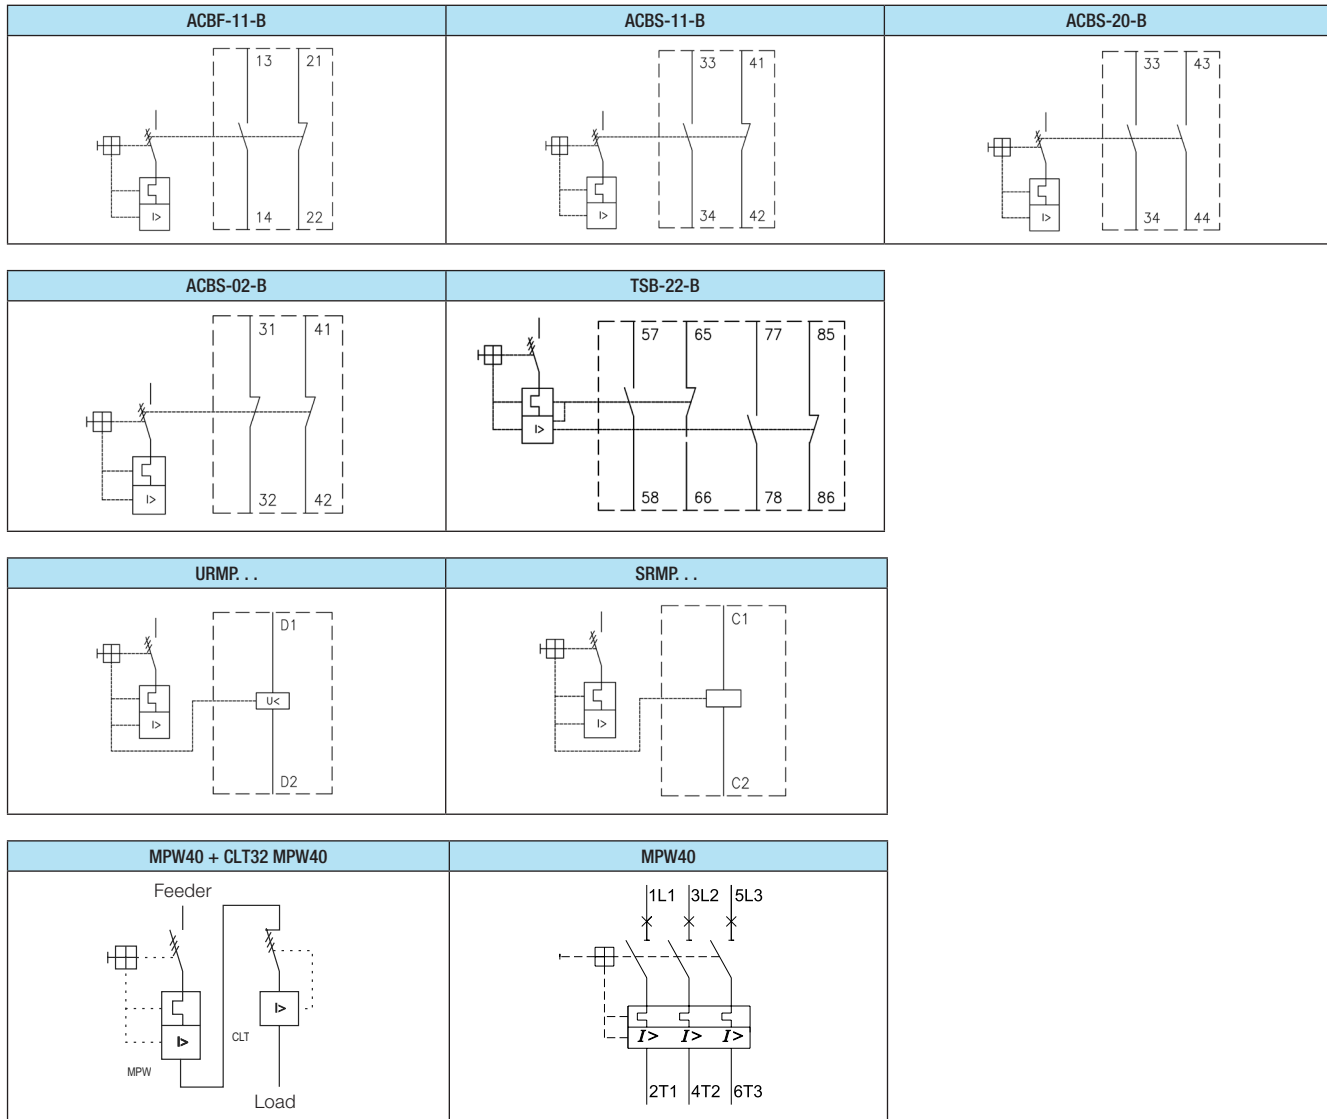 ACBF-11-B
ACBS-11-B
ACBS-20-B
13 21
I>
14 22
33 41
I>
34 42
33 43
I>
34 44
ACBS-02-B
TSB-22-B
31 41
I>
32 42
57 65 77 85
I>
58 66 78 86
URMP. . .
SRMP. . .
D1
U<
I>
D2
C1
I>
C2
MPW40 + CLT32 MPW40
MPW40
Feeder
I>
I>
CLT
MPW
Load
1L1 3L2 5L3
I> I> I>
2T1 4T2 6T3